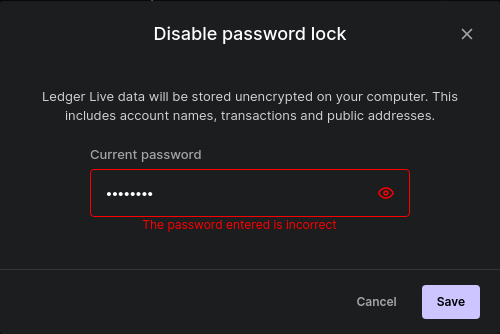 Disable password lock
Ledger Live data will be stored unencrypted on your computer. This
includes account names, transactions and public addresses.
Current password
••••••••
The password entered is incorrect
Cancel
Save